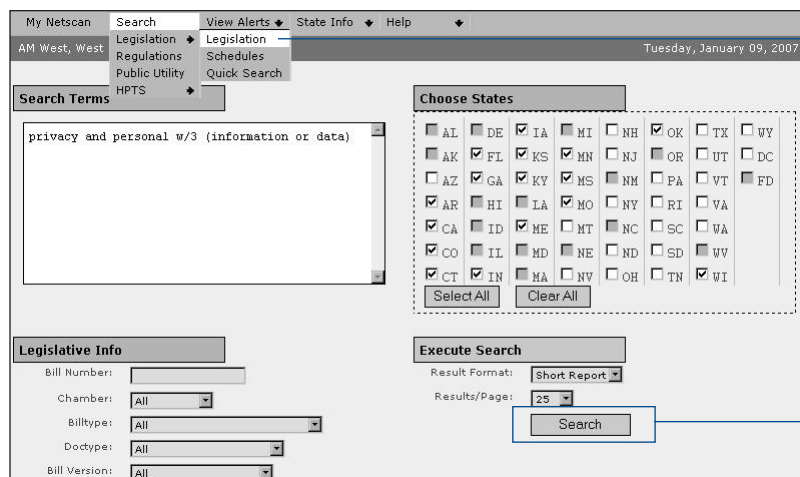 My Netscan Search View Alerts State Info Help
Legislation Legislation
AM West, West Tuesday, January 09, 2007
Regulations Schedules
Public Utility Quick Search
HPTS
Search Terms
privacy and personal w/3 (information or data)
Choose States
AL DE IA MI NH OK TX WY
AK FL KS MN NJ OR UT DC
AZ GA KY MS NM PA VT FD
AR HI LA MO NY RI VA
CA ID ME MT NC SC WA
CO IL MD NE ND SD WV
CT IN MA NV OH TN WI
Select All Clear All
Legislative Info
Bill Number:
Chamber: All
Billtype: All
Doctype: All
Bill Version: All
Execute Search
Result Format: Short Report
Results/Page: 25
Search